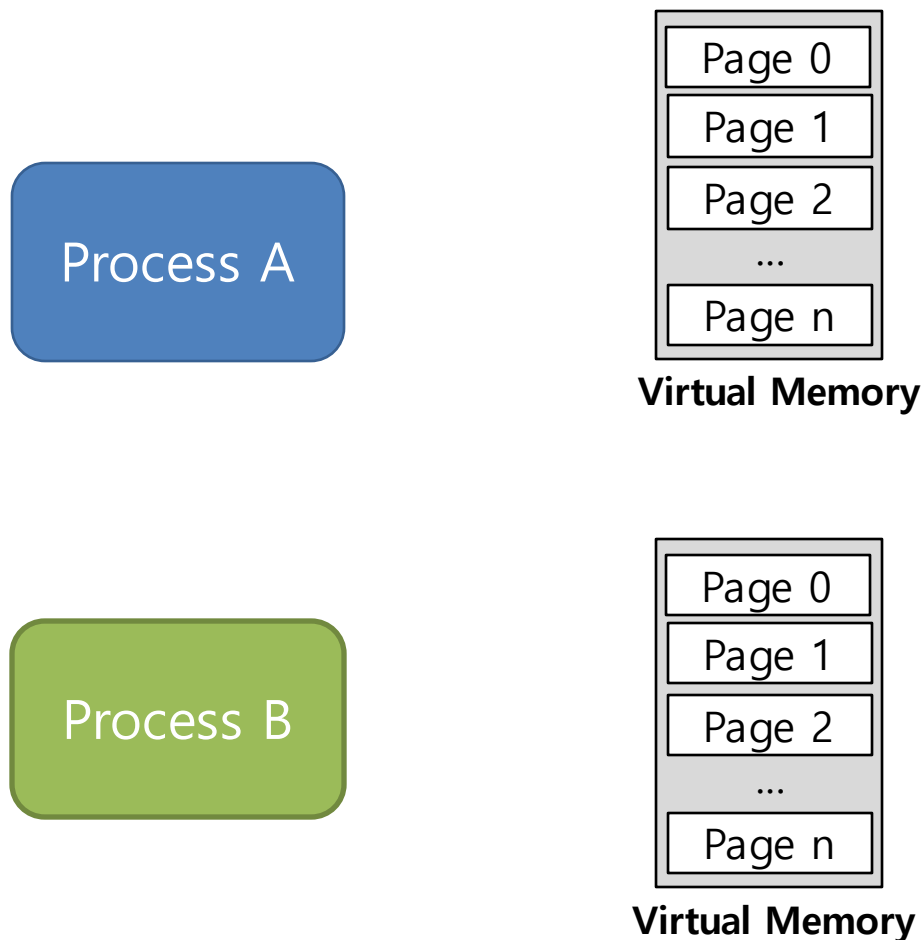 Page 0
Page 1
Page 2
...
Page n
Process A
Virtual Memory
Page 0
Page 1
Page 2
...
Page n
Process B
Virtual Memory